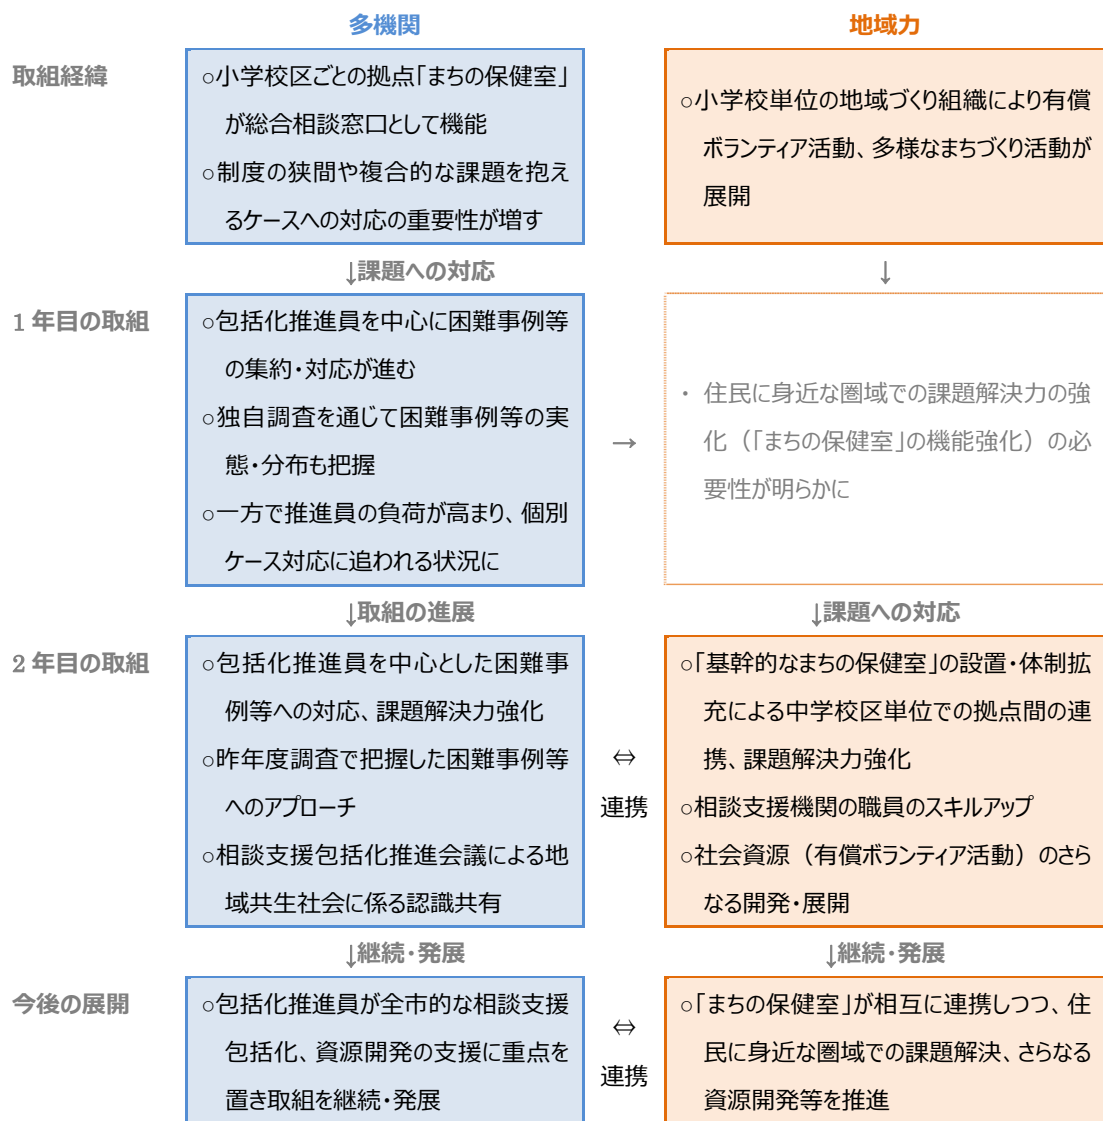 多機関
地域力
取組経緯
○小学校区ごとの拠点「まちの保健室」
が総合相談窓口として機能
○制度の狭間や複合的な課題を抱え
るケースへの対応の重要性が増す
○小学校単位の地域づくり組織により有償
ボランティア活動、多様なまちづくり活動が
展開
↓課題への対応
↓
1 年目の取組
○包括化推進員を中心に困難事例等
の集約・対応が進む
○独自調査を通じて困難事例等の実
態・分布も把握
○一方で推進員の負荷が高まり、個別
ケース対応に追われる状況に
→
・ 住民に身近な圏域での課題解決力の強
化（「まちの保健室」の機能強化）の必
要性が明らかに
↓取組の進展
↓課題への対応
2 年目の取組
○包括化推進員を中心とした困難事
例等への対応、課題解決力強化
○昨年度調査で把握した困難事例等
へのアプローチ
○相談支援包括化推進会議による地
域共生社会に係る認識共有
⇔
連携
○「基幹的なまちの保健室」の設置・体制拡
充による中学校区単位での拠点間の連
携、課題解決力強化
○相談支援機関の職員のスキルアップ
○社会資源（有償ボランティア活動）のさら
なる開発・展開
↓継続・発展
↓継続・発展
今後の展開
○包括化推進員が全市的な相談支援
包括化、資源開発の支援に重点を
置き取組を継続・発展
⇔
連携
○「まちの保健室」が相互に連携しつつ、住
民に身近な圏域での課題解決、さらなる
資源開発等を推進